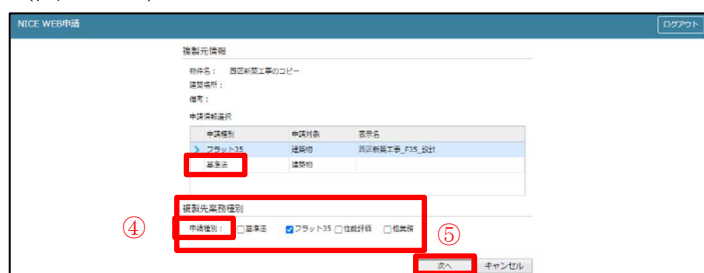 NICE WEB申請 ログアウト
複製元情報
物件名： 西区新築工事のコピー
建築場所：
備考：
申請情報選択
申請種別 申請対象 表示名
フラット35 建築物 西区新築工事_F35_設計
基準法 建築物
複製先業務種別
④ 申請種別： 基準法 フラット35 性能評価 他業務 ⑤
次へ キャンセル